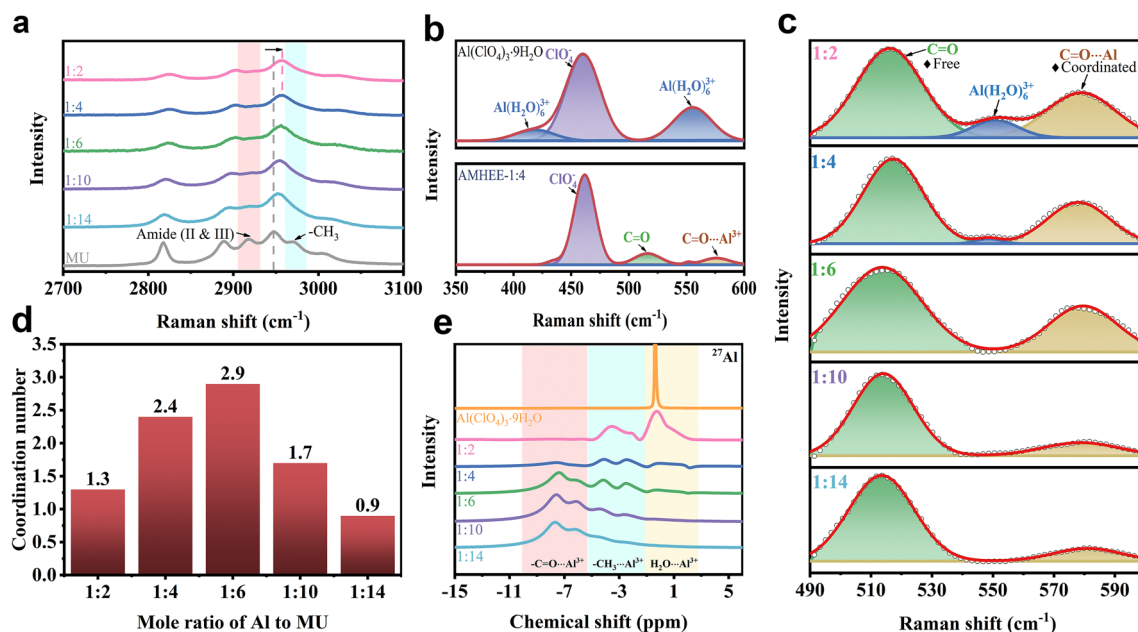 a
1:2
1:4
1:6
1:10
1:14
MU
Amide (II & III)
-CH₃
Intensity
2700 2800 2900 3000 3100
Raman shift (cm⁻¹)
b
Al(ClO₄)₃·9H₂O
ClO₄⁻
Al(H₂O)₆³⁺
Al(H₂O)₆³⁺
AMHEE-1:4
ClO₄⁻
C=O
C=O···Al³⁺
Intensity
350 400 450 500 550 600
Raman shift (cm⁻¹)
c
1:2
C=O
♦ Free
Al(H₂O)₆³⁺
C=O···Al
♦ Coordinated
1:4
1:6
1:10
1:14
Intensity
490 510 530 550 570 590
Raman shift (cm⁻¹)
d
3.5
3.0
2.5
2.0
1.5
1.0
0.5
0.0
1.3
2.4
2.9
1.7
0.9
Coordination number
1:2 1:4 1:6 1:10 1:14
Mole ratio of Al to MU
e
²⁷Al
Al(ClO₄)₃·9H₂O
1:2
1:4
1:6
1:10
1:14
-C=O···Al³⁺ -CH₃···Al³⁺ H₂O···Al³⁺
Intensity
-15 -11 -7 -3 1 5
Chemical shift (ppm)